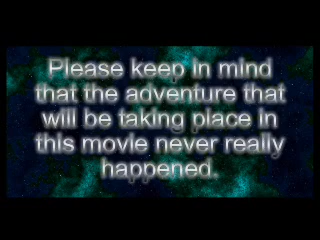 Please keep in mind
that the adventure that
will be taking place in
this movie never really
happened.